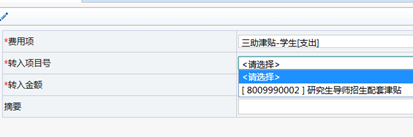 *费用项 三助津贴-学生[支出]
*转入项目号 <请选择>
<请选择>
*转入金额 [ 8009990002 ] 研究生导师招生配套津贴
摘要